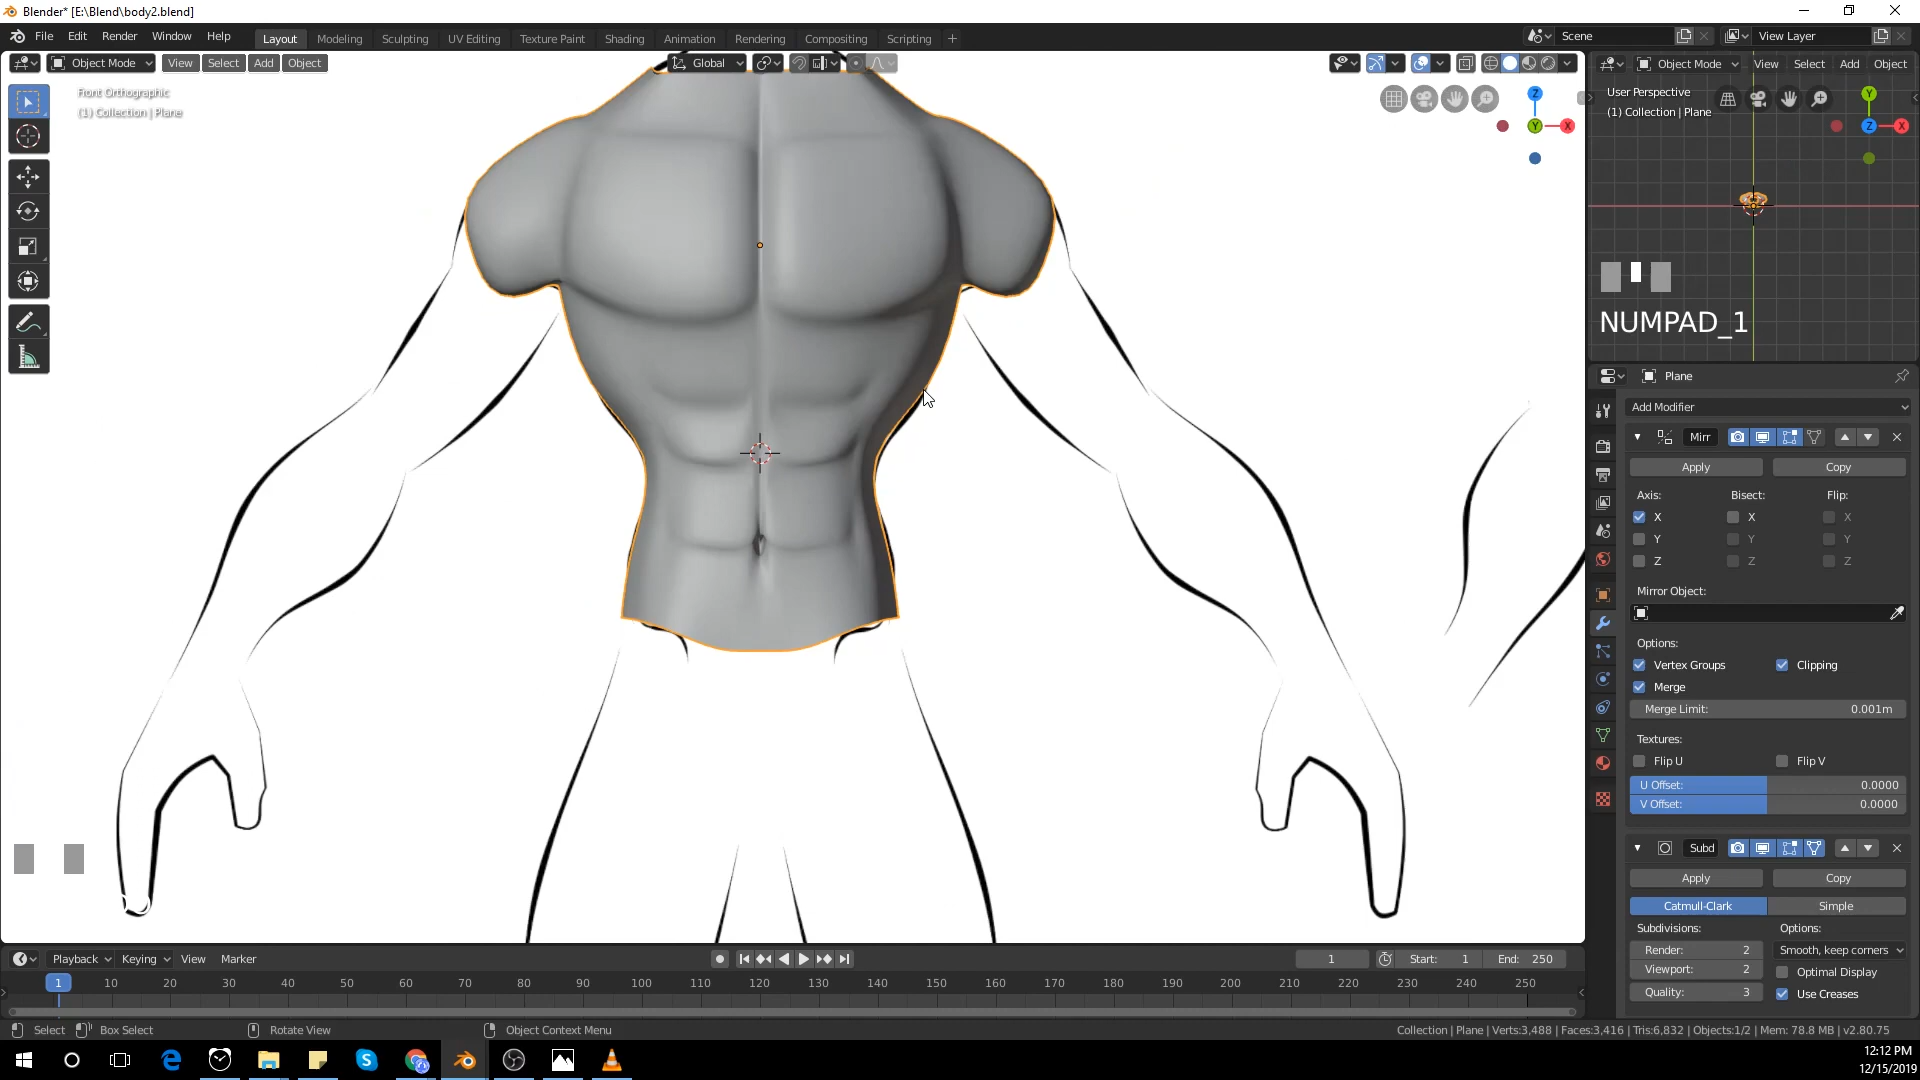 Blender* [E:\Blend\body2.blend]
File Edit Render Window Help
Layout Modeling Sculpting UV Editing Texture Paint Shading Animation Rendering Compositing Scripting +
Scene
View Layer
Object Mode View Select Add Object
Global
Object Mode View Select Add Object
Front Orthographic
(1) Collection | Plane
Z
Y
X
User Perspective
(1) Collection | Plane
Y
Z
X
NUMPAD_1
Plane
Add Modifier
Mirr
Apply Copy
Axis: Bisect: Flip:
X X X
Y Y Y
Z Z Z
Mirror Object:
Options:
Vertex Groups Clipping
Merge
Merge Limit: 0.001m
Textures:
Flip U Flip V
U Offset: 0.0000
V Offset: 0.0000
Subd
Apply Copy
Catmull-Clark Simple
Subdivisions: Options:
Render: 2 Smooth, keep corners
Viewport: 2 Optimal Display
Quality: 3 Use Creases
Playback Keying View Marker
1 Start: 1 End: 250
1 10 20 30 40 50 60 70 80 90 100 110 120 130 140 150 160 170 180 190 200 210 220 230 240 250
Select Box Select Rotate View Object Context Menu
Collection | Plane | Verts:3,488 | Faces:3,416 | Tris:6,832 | Objects:1/2 | Mem: 78.8 MB | v2.80.75
12:12 PM
12/15/2019